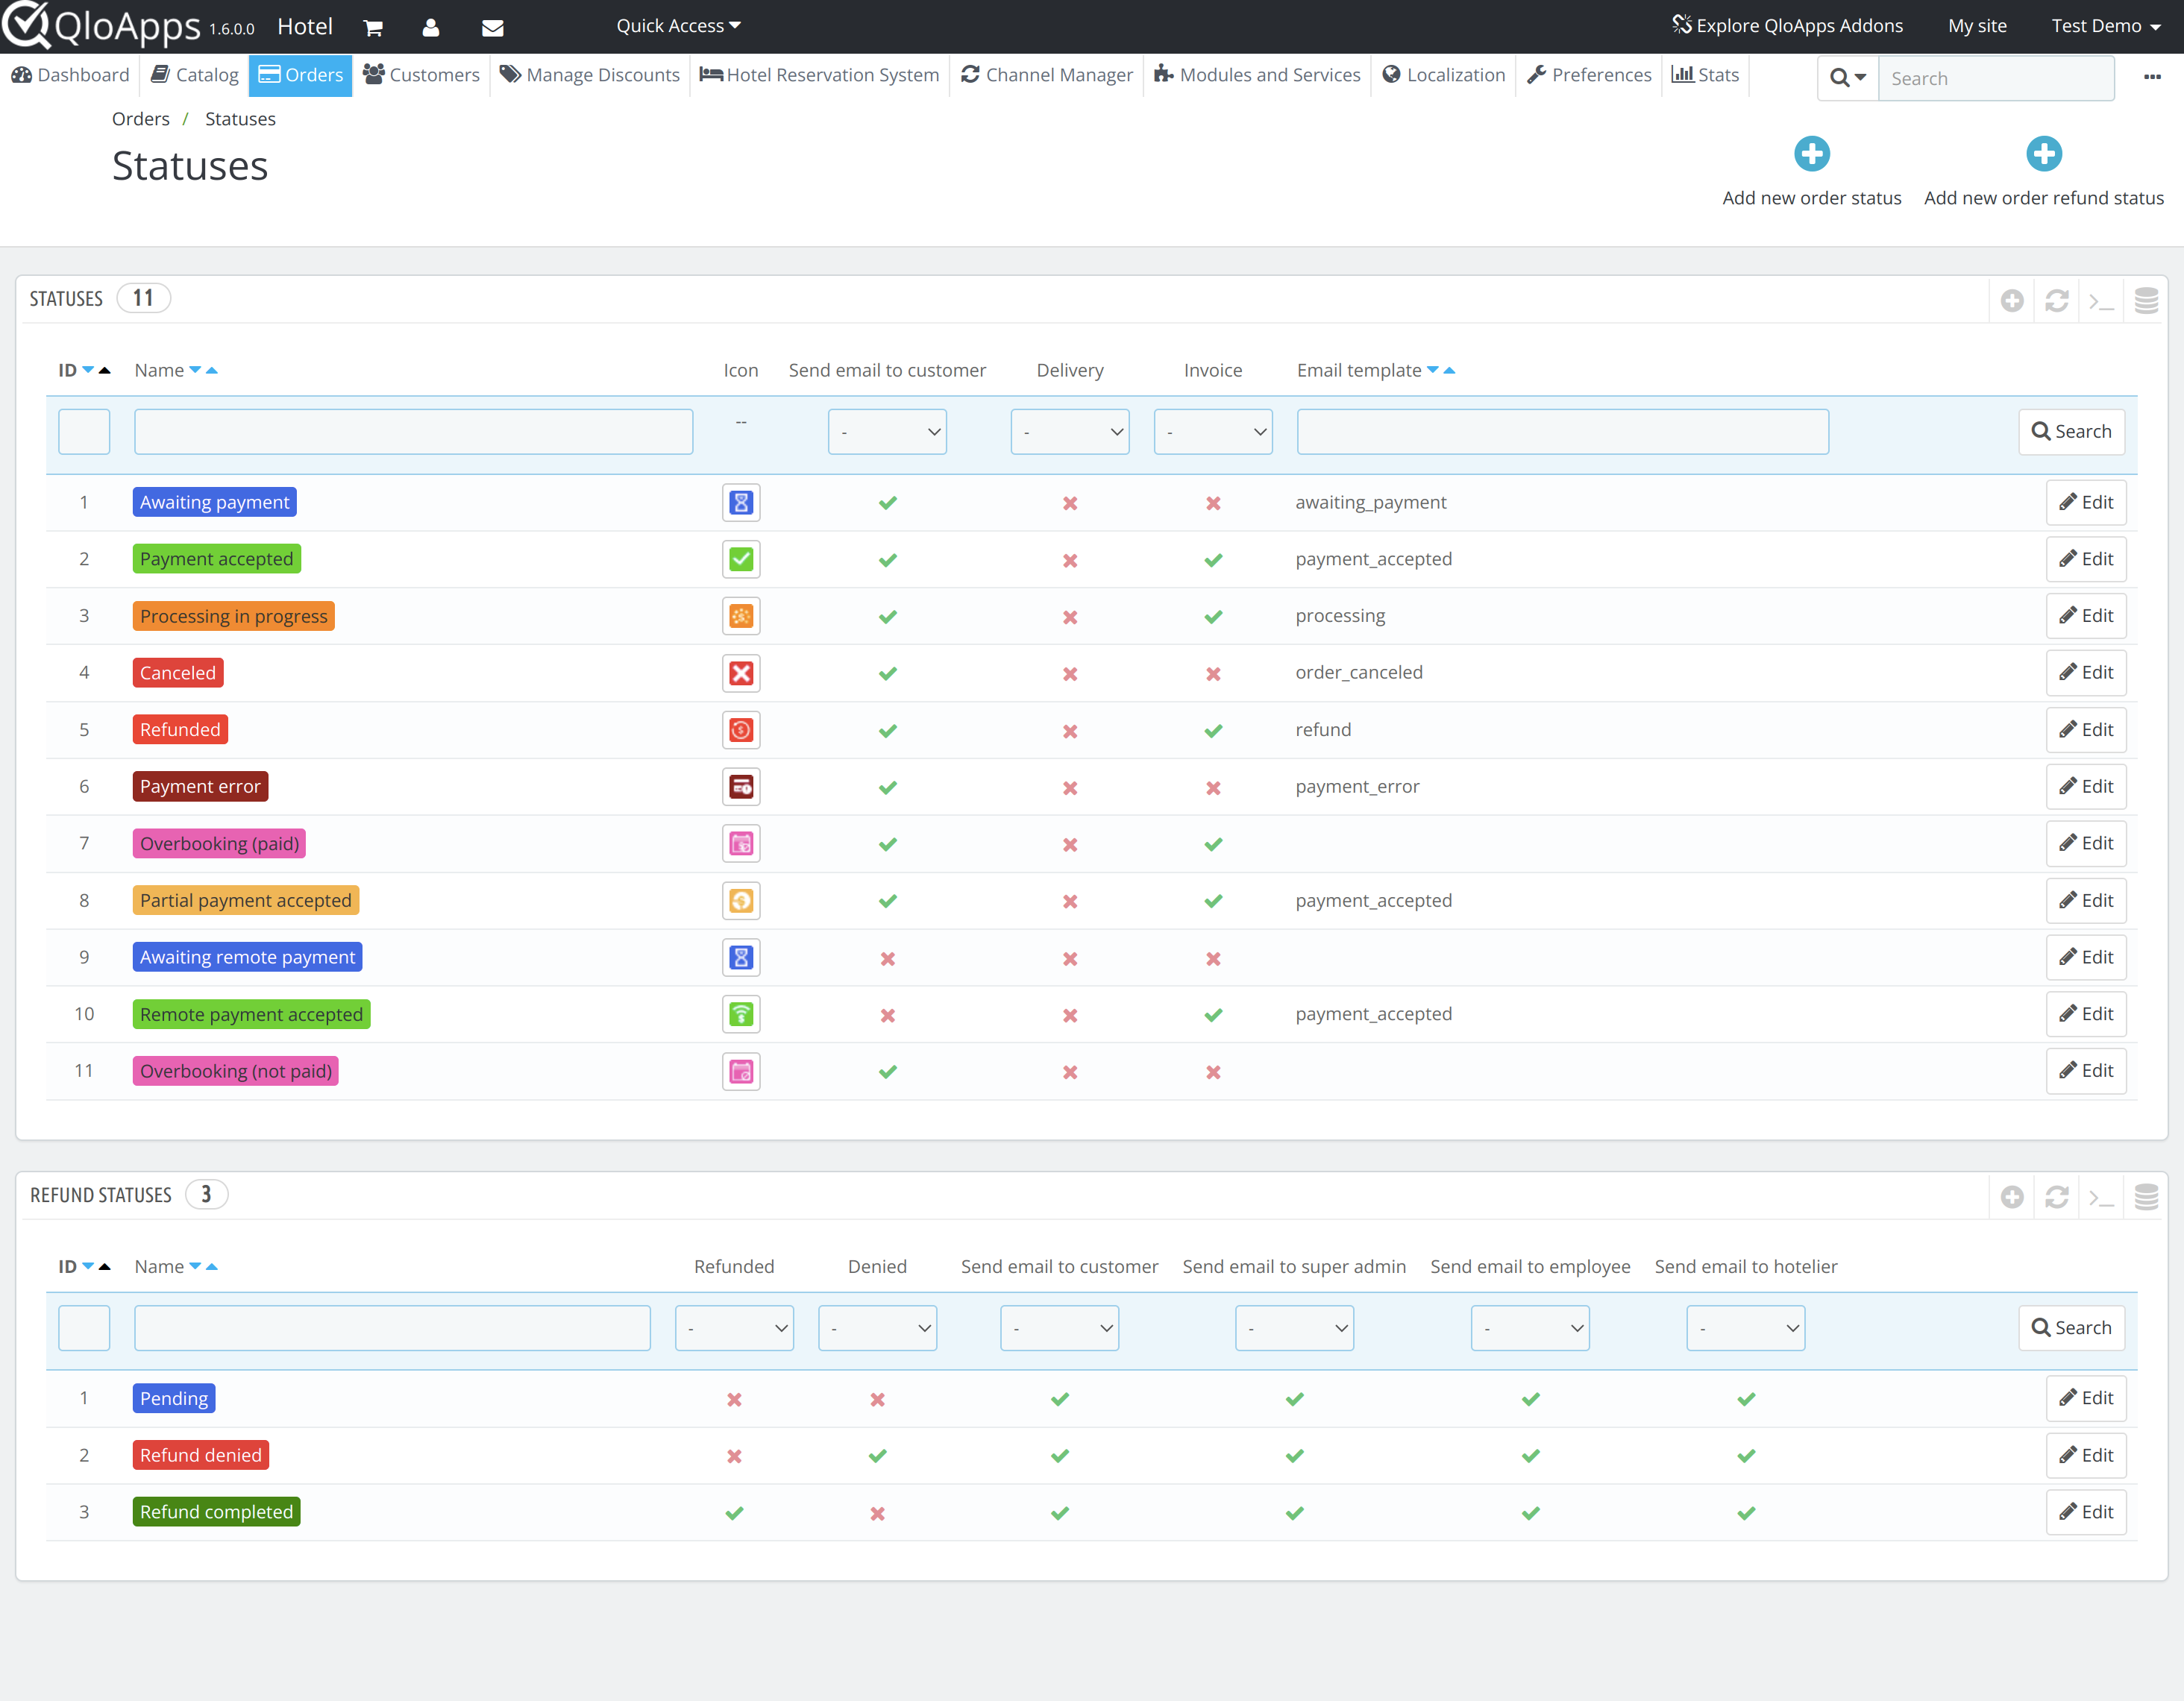 QloApps 1.6.0.0 Hotel Quick Access Explore QloApps Addons My site Test Demo
Dashboard Catalog Orders Customers Manage Discounts Hotel Reservation System Channel Manager Modules and Services Localization Preferences Stats Search
Orders / Statuses
Statuses
Add new order status Add new order refund status
STATUSES 11
ID Name Icon Send email to customer Delivery Invoice Email template
-- - - - Search
1 Awaiting payment awaiting_payment Edit
2 Payment accepted payment_accepted Edit
3 Processing in progress processing Edit
4 Canceled order_canceled Edit
5 Refunded refund Edit
6 Payment error payment_error Edit
7 Overbooking (paid) Edit
8 Partial payment accepted payment_accepted Edit
9 Awaiting remote payment Edit
10 Remote payment accepted payment_accepted Edit
11 Overbooking (not paid) Edit
REFUND STATUSES 3
ID Name Refunded Denied Send email to customer Send email to super admin Send email to employee Send email to hotelier
- - - - - - Search
1 Pending Edit
2 Refund denied Edit
3 Refund completed Edit